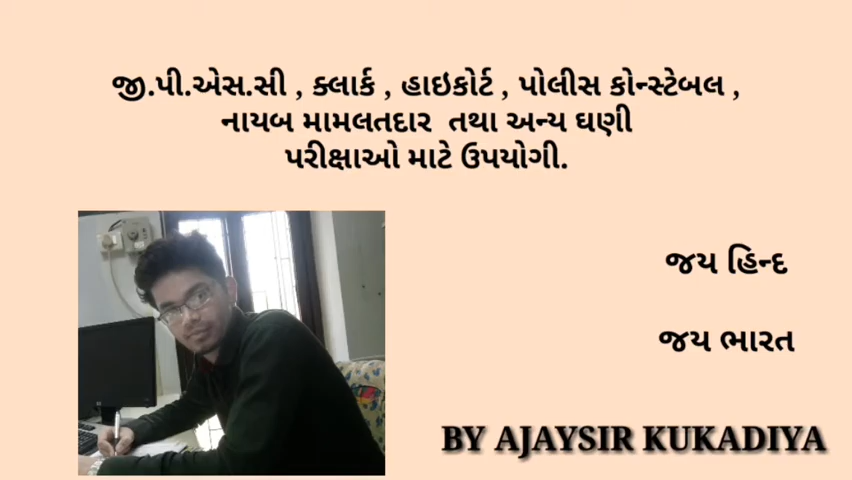 જી.પી.એસ.સી , ક્લાર્ક , હાઇકોર્ટ , પોલીસ કોન્સ્ટેબલ ,
નાયબ મામલતદાર તથા અન્ય ઘણી
પરીક્ષાઓ માટે ઉપયોગી.
જય હિન્દ
જય ભારત
BY AJAYSIR KUKADIYA